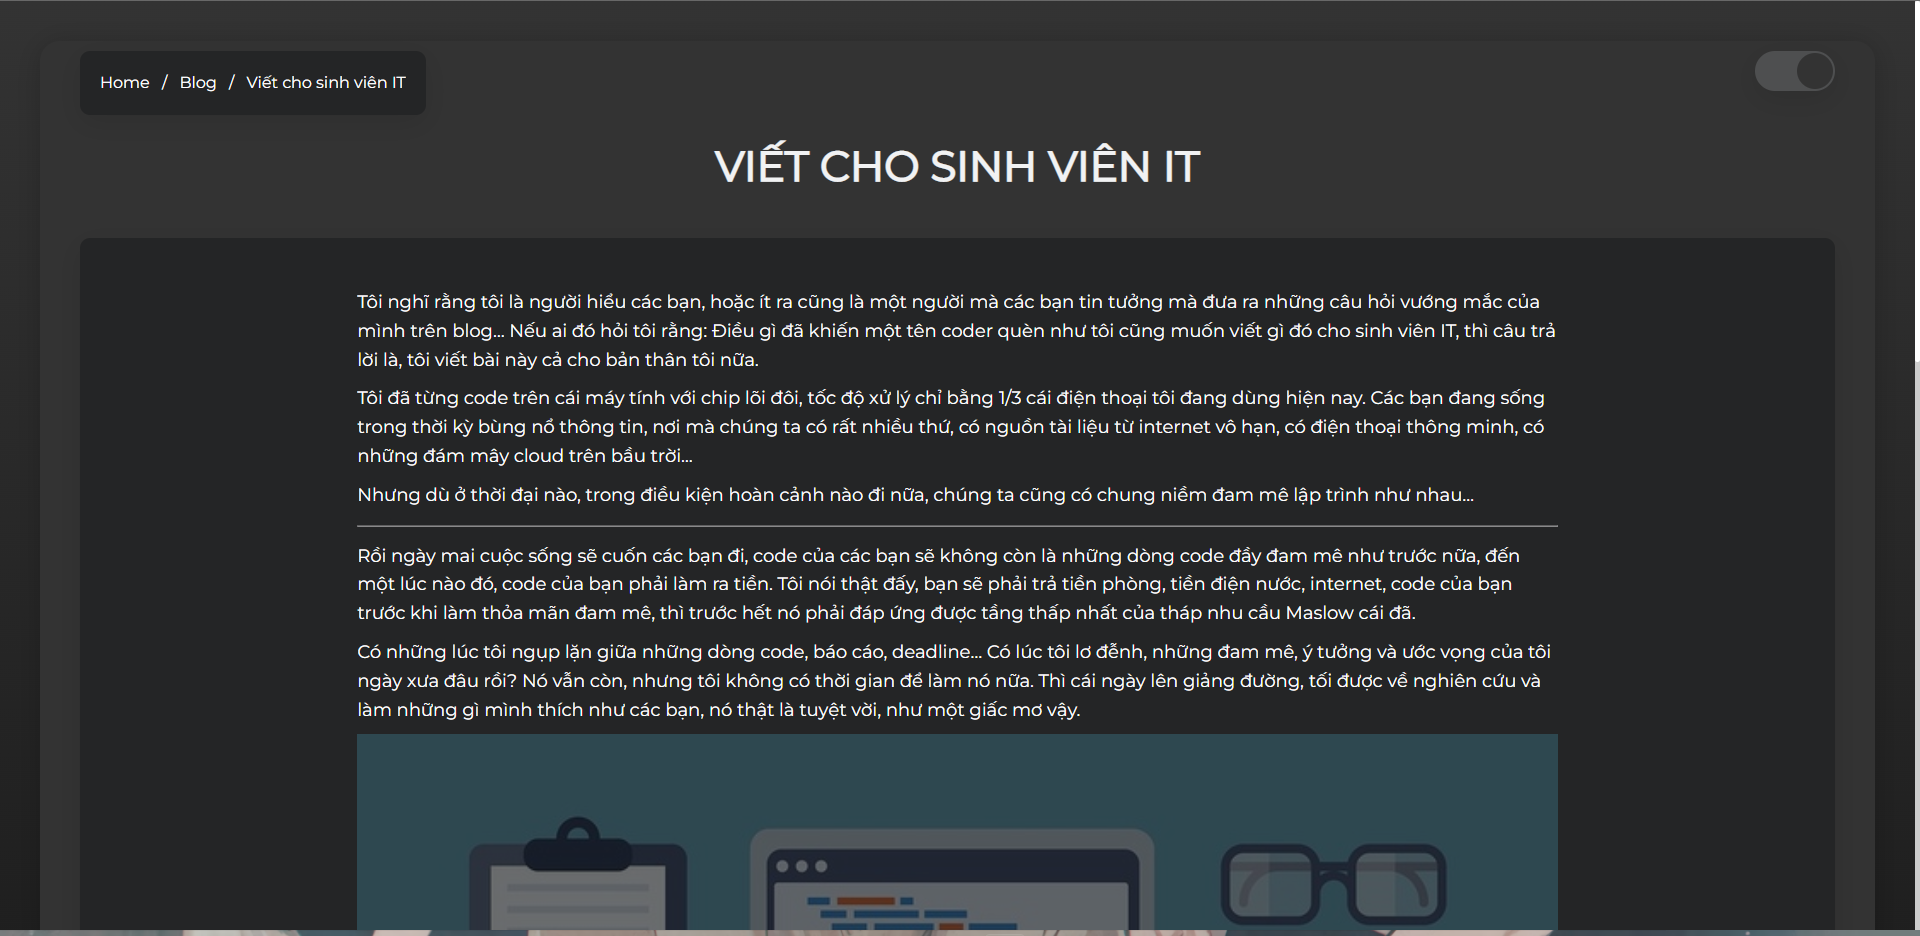 Home / Blog / Viết cho sinh viên IT
VIẾT CHO SINH VIÊN IT
Tôi nghĩ rằng tôi là người hiểu các bạn, hoặc ít ra cũng là một người mà các bạn tin tưởng mà đưa ra những câu hỏi vướng mắc của
mình trên blog... Nếu ai đó hỏi tôi rằng: Điều gì đã khiến một tên coder quèn như tôi cũng muốn viết gì đó cho sinh viên IT, thì câu trả
lời là, tôi viết bài này cả cho bản thân tôi nữa.
Tôi đã từng code trên cái máy tính với chip lõi đôi, tốc độ xử lý chỉ bằng 1/3 cái điện thoại tôi đang dùng hiện nay. Các bạn đang sống
trong thời kỳ bùng nổ thông tin, nơi mà chúng ta có rất nhiều thứ, có nguồn tài liệu từ internet vô hạn, có điện thoại thông minh, có
những đám mây cloud trên bầu trời...
Nhưng dù ở thời đại nào, trong điều kiện hoàn cảnh nào đi nữa, chúng ta cũng có chung niềm đam mê lập trình như nhau...
Rồi ngày mai cuộc sống sẽ cuốn các bạn đi, code của các bạn sẽ không còn là những dòng code đầy đam mê như trước nữa, đến
một lúc nào đó, code của bạn phải làm ra tiền. Tôi nói thật đấy, bạn sẽ phải trả tiền phòng, tiền điện nước, internet, code của bạn
trước khi làm thỏa mãn đam mê, thì trước hết nó phải đáp ứng được tầng thấp nhất của tháp nhu cầu Maslow cái đã.
Có những lúc tôi ngụp lặn giữa những dòng code, báo cáo, deadline... Có lúc tôi lơ đễnh, những đam mê, ý tưởng và ước vọng của tôi
ngày xưa đâu rồi? Nó vẫn còn, nhưng tôi không có thời gian để làm nó nữa. Thì cái ngày lên giảng đường, tối được về nghiên cứu và
làm những gì mình thích như các bạn, nó thật là tuyệt vời, như một giấc mơ vậy.